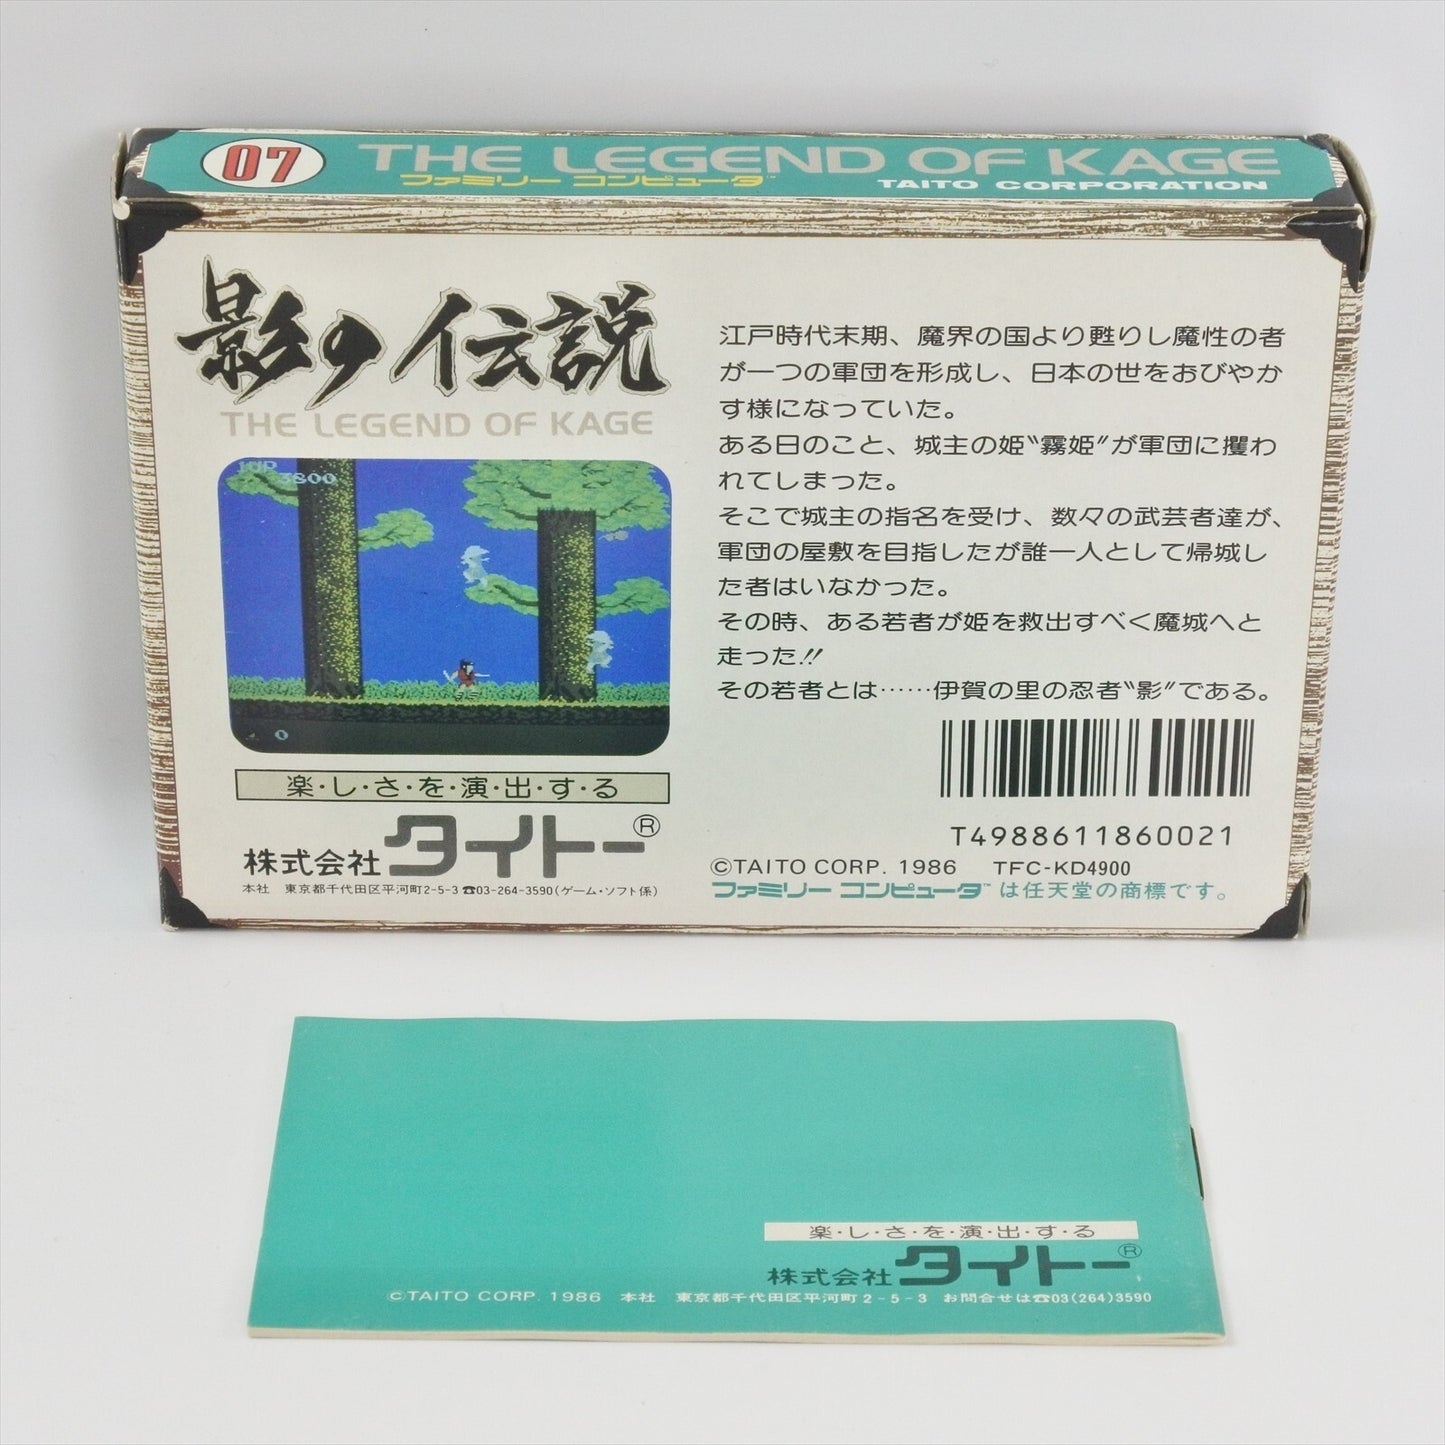 07 THE LEGEND OF KAGE
ファミリー コンピュータ™ TAITO CORPORATION
影の伝説
THE LEGEND OF KAGE
1UP
3800
0
楽・し・さ・を・演・出・す・る
株式会社 タイトー®
本社 東京都千代田区平河町2-5-3 ☎03-264-3590(ゲーム・ソフト係)
江戸時代末期、魔界の国より甦りし魔性の者
が一つの軍団を形成し、日本の世をおびやか
す様になっていた。
ある日のこと、城主の姫〝霧姫〟が軍団に攫わ
れてしまった。
そこで城主の指名を受け、数々の武芸者達が、
軍団の屋敷を目指したが誰一人として帰城し
た者はいなかった。
その時、ある若者が姫を救出すべく魔城へと
走った!!
その若者とは……伊賀の里の忍者〝影〟である。
T4988611860021
©TAITO CORP. 1986 TFC-KD4900
ファミリー コンピュータ™は任天堂の商標です。
楽・し・さ・を・演・出・す・る
株式会社 タイトー®
©TAITO CORP. 1986 本社 東京都千代田区平河町2-5-3 お問合せは☎03(264)3590